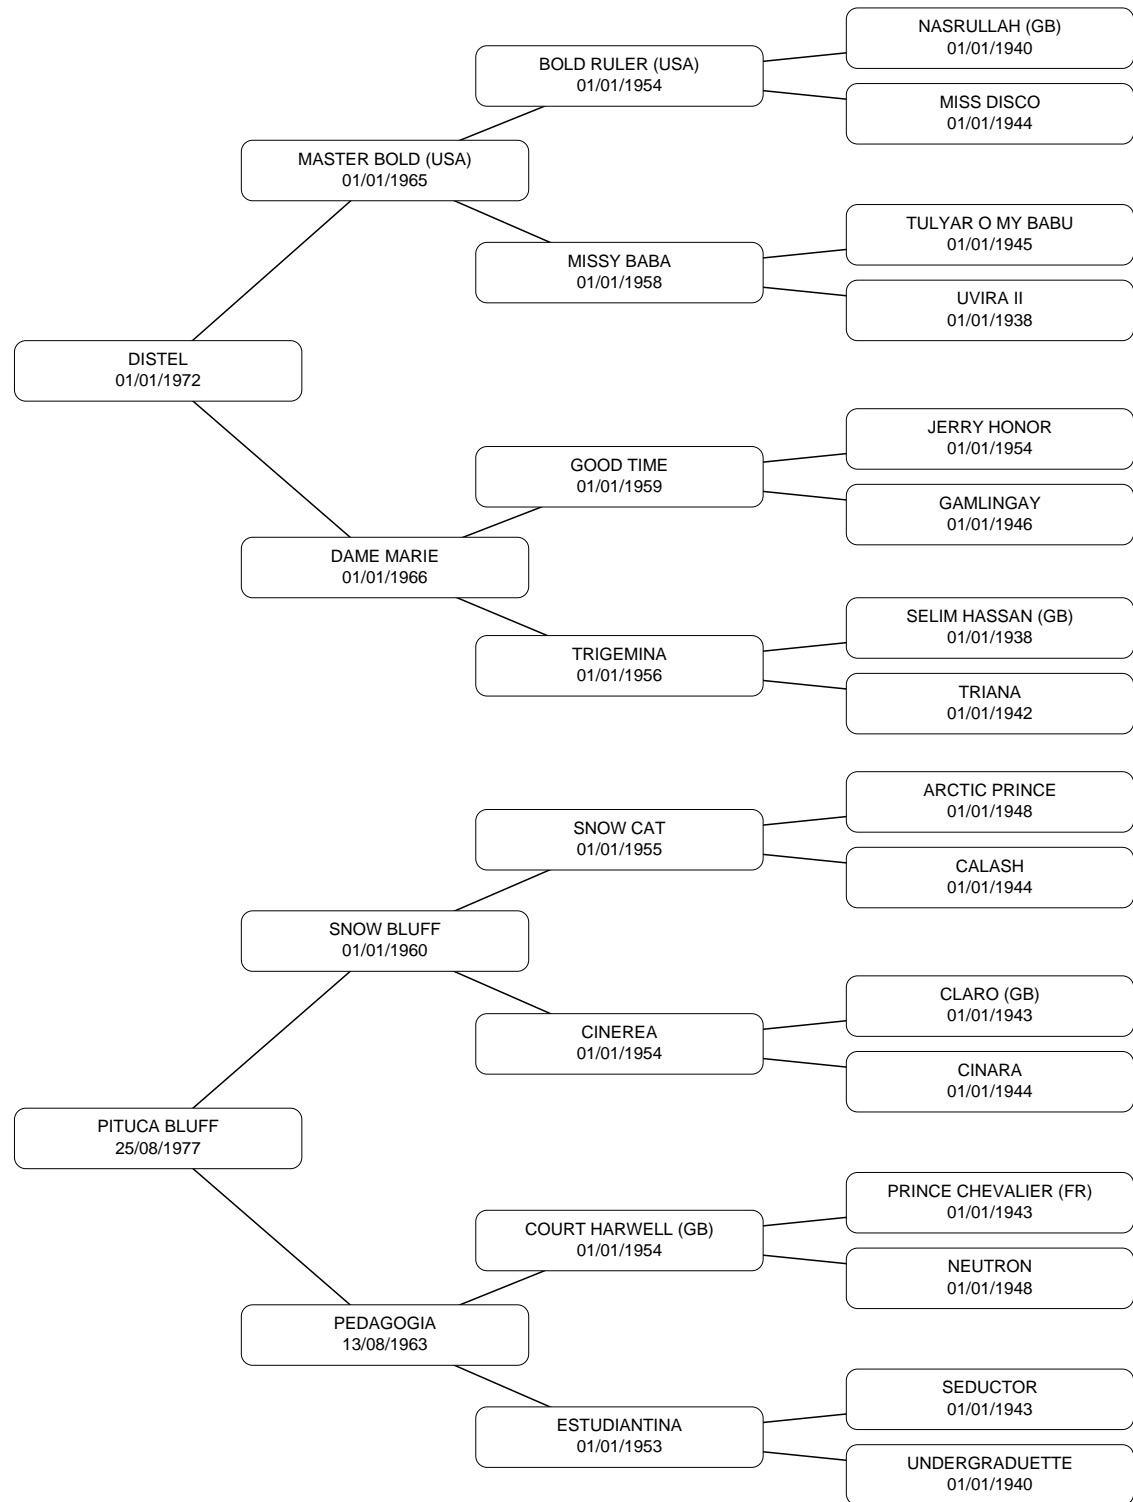 NASRULLAH (GB)
01/01/1940
BOLD RULER (USA)
01/01/1954
MISS DISCO
01/01/1944
MASTER BOLD (USA)
01/01/1965
TULYAR O MY BABU
01/01/1945
MISSY BABA
01/01/1958
UVIRA II
01/01/1938
DISTEL
01/01/1972
JERRY HONOR
01/01/1954
GOOD TIME
01/01/1959
GAMLINGAY
01/01/1946
DAME MARIE
01/01/1966
SELIM HASSAN (GB)
01/01/1938
TRIGEMINA
01/01/1956
TRIANA
01/01/1942
ARCTIC PRINCE
01/01/1948
SNOW CAT
01/01/1955
CALASH
01/01/1944
SNOW BLUFF
01/01/1960
CLARO (GB)
01/01/1943
CINEREA
01/01/1954
CINARA
01/01/1944
PITUCA BLUFF
25/08/1977
PRINCE CHEVALIER (FR)
01/01/1943
COURT HARWELL (GB)
01/01/1954
NEUTRON
01/01/1948
PEDAGOGIA
13/08/1963
SEDUCTOR
01/01/1943
ESTUDIANTINA
01/01/1953
UNDERGRADUETTE
01/01/1940